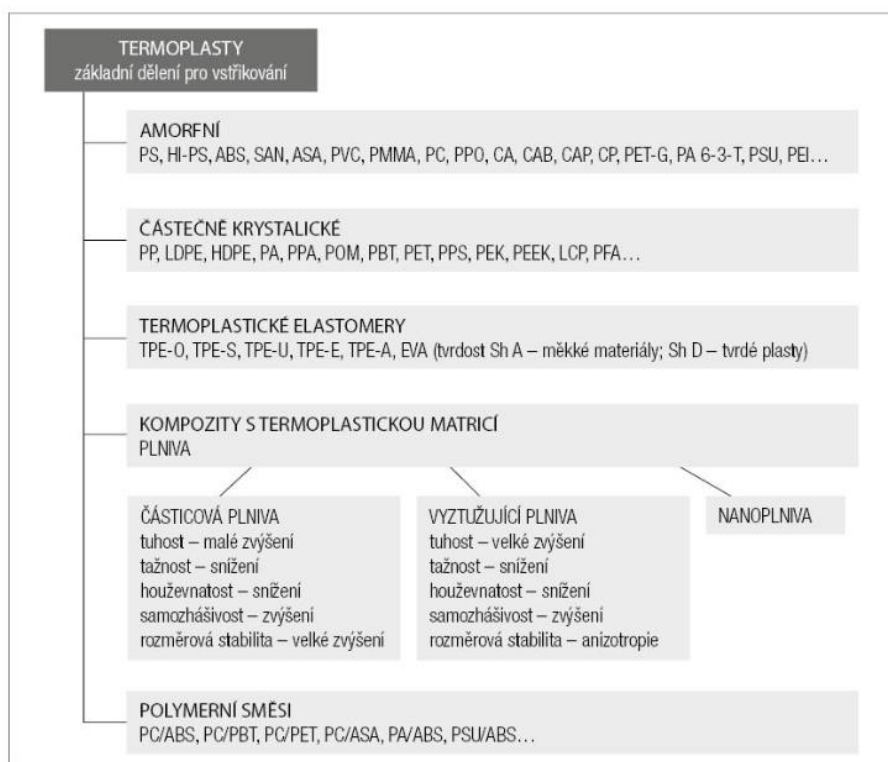 TERMOPLASTY
základní dělení pro vstřikování
AMORFNÍ
PS, HI-PS, ABS, SAN, ASA, PVC, PMMA, PC, PPO, CA, CAB, CAP, CP, PET-G, PA 6-3-T, PSU, PEI…
ČÁSTEČNĚ KRYSTALICKÉ
PP, LDPE, HDPE, PA, PPA, POM, PBT, PET, PPS, PEK, PEEK, LCP, PFA…
TERMOPLASTICKÉ ELASTOMERY
TPE-O, TPE-S, TPE-U, TPE-E, TPE-A, EVA (tvrdost Sh A – měkké materiály; Sh D – tvrdé plasty)
KOMPOZITY S TERMOPLASTICKOU MATRICÍ
PLNIVA
ČÁSTICOVÁ PLNIVA
tuhost – malé zvýšení
tažnost – snížení
houževnatost – snížení
samozhášivost – zvýšení
rozměrová stabilita – velké zvýšení
VYZTUŽUJÍCÍ PLNIVA
tuhost – velké zvýšení
tažnost – snížení
houževnatost – snížení
samozhášivost – zvýšení
rozměrová stabilita – anizotropie
NANOPLNIVA
POLYMERNÍ SMĚSI
PC/ABS, PC/PBT, PC/PET, PC/ASA, PA/ABS, PSU/ABS…